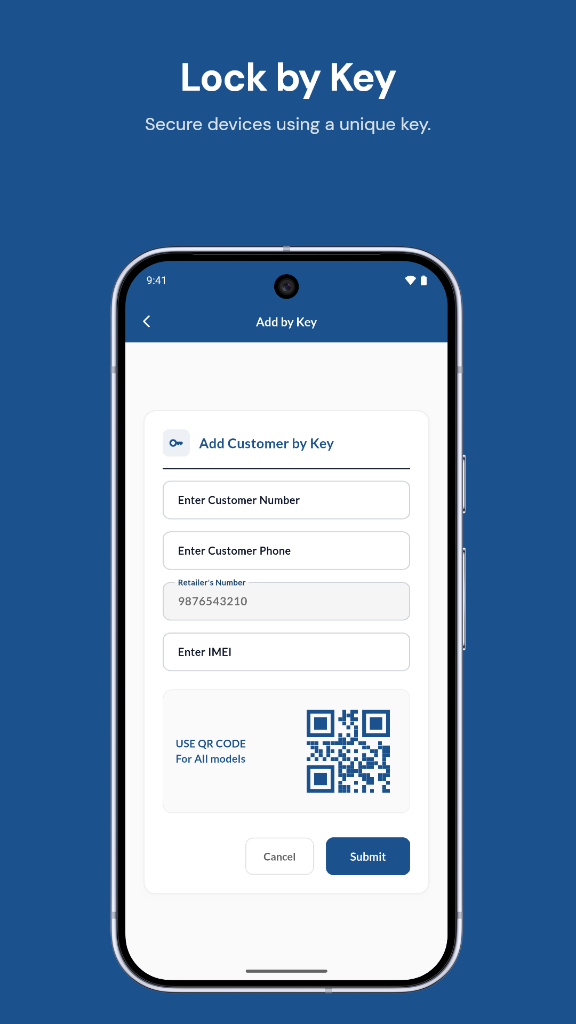 Lock by Key
Secure devices using a unique key.
9:41
Add by Key
Add Customer by Key
Enter Customer Number
Enter Customer Phone
Retailer's Number
9876543210
Enter IMEI
USE QR CODE
For All models
Cancel
Submit